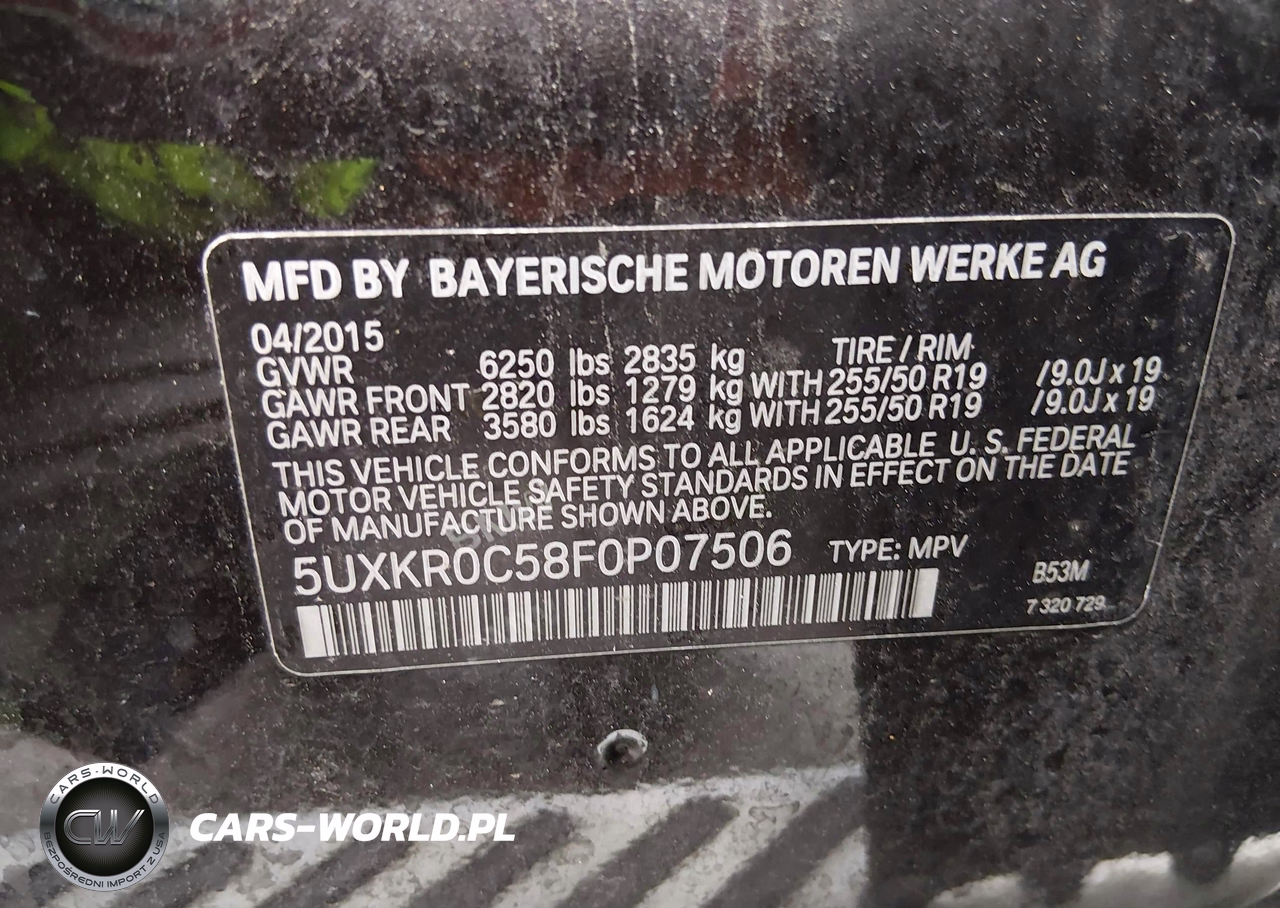 MFD BY BAYERISCHE MOTOREN WERKE AG
04/2015
TIRE / RIM
GVWR 6250 lbs 2835 kg
GAWR FRONT 2820 lbs 1279 kg WITH 255/50 R19 /9.0J x 19
GAWR REAR 3580 lbs 1624 kg WITH 255/50 R19 /9.0J x 19
THIS VEHICLE CONFORMS TO ALL APPLICABLE U. S. FEDERAL
MOTOR VEHICLE SAFETY STANDARDS IN EFFECT ON THE DATE
OF MANUFACTURE SHOWN ABOVE.
5UXKR0C58F0P07506 TYPE: MPV
B53M
7 320 729
CARS-WORLD
CW
BEZPOŚREDNI IMPORT Z USA
CARS-WORLD.PL